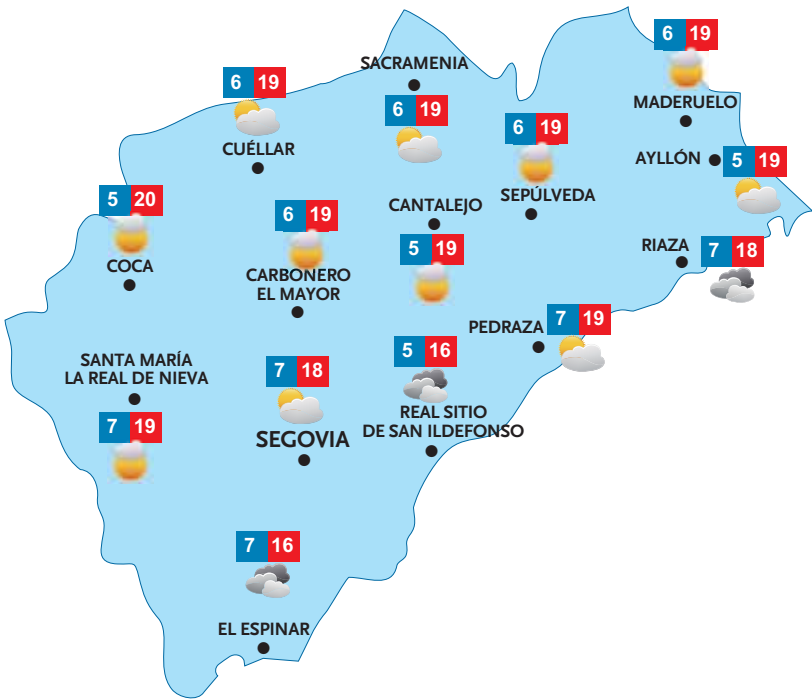 6 19
MADERUELO
SACRAMENIA
6 19
6 19
CUÉLLAR
6 19
SEPÚLVEDA
AYLLÓN
5 19
5 20
COCA
6 19
CARBONERO
EL MAYOR
CANTALEJO
5 19
RIAZA
7 18
PEDRAZA
7 19
SANTA MARÍA
LA REAL DE NIEVA
7 19
7 18
SEGOVIA
5 16
REAL SITIO
DE SAN ILDEFONSO
7 16
EL ESPINAR